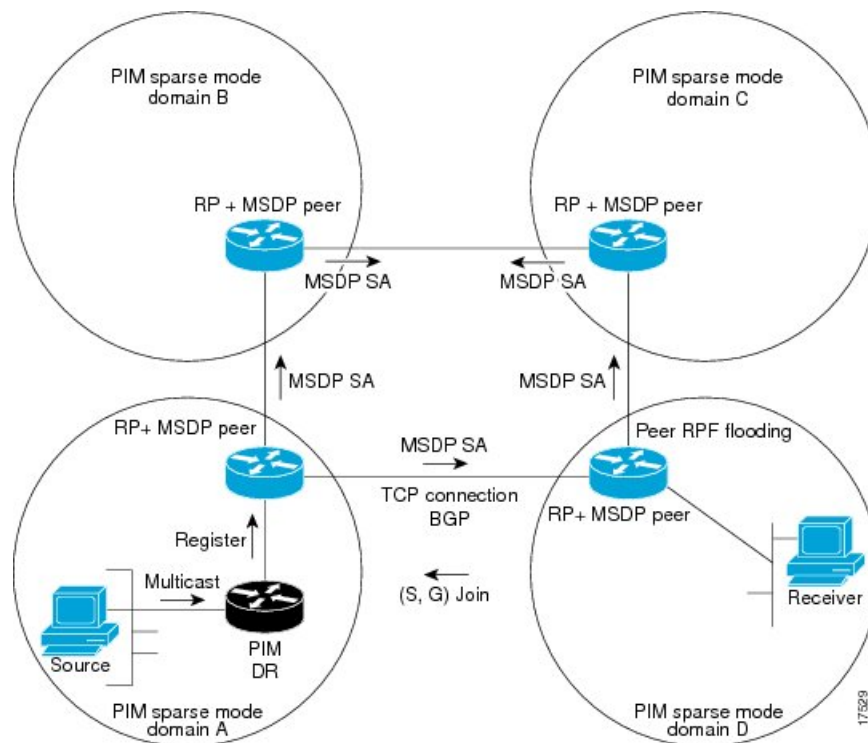 PIM sparse mode
domain B
PIM sparse mode
domain C
RP + MSDP peer
RP + MSDP peer
MSDP SA
MSDP SA
MSDP SA
MSDP SA
RP+ MSDP peer
MSDP SA
Peer RPF flooding
TCP connection
BGP
RP+ MSDP peer
Register
Multicast
(S, G) Join
Receiver
Source
PIM
DR
PIM sparse mode
domain A
PIM sparse mode
domain D
17529